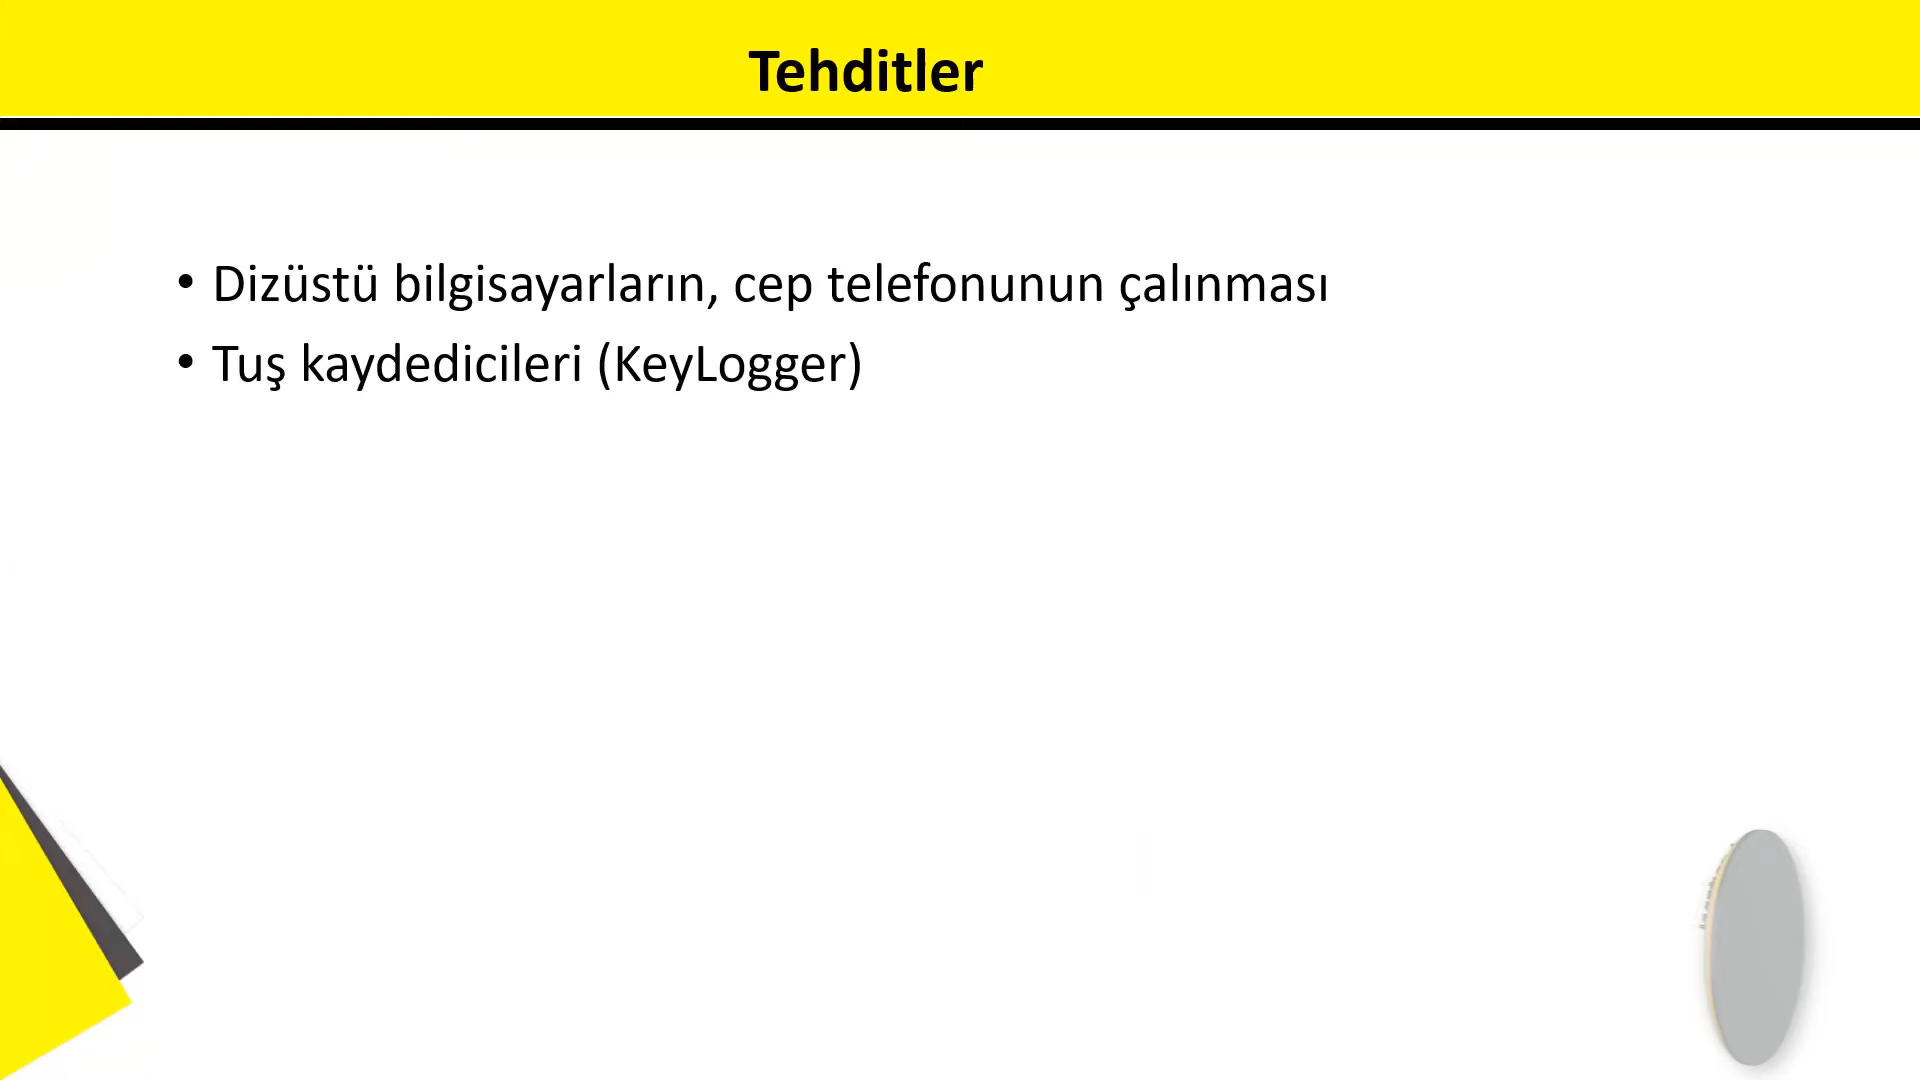 Tehditler
• Dizüstü bilgisayarların, cep telefonunun çalınması
• Tuş kaydedicileri (KeyLogger)